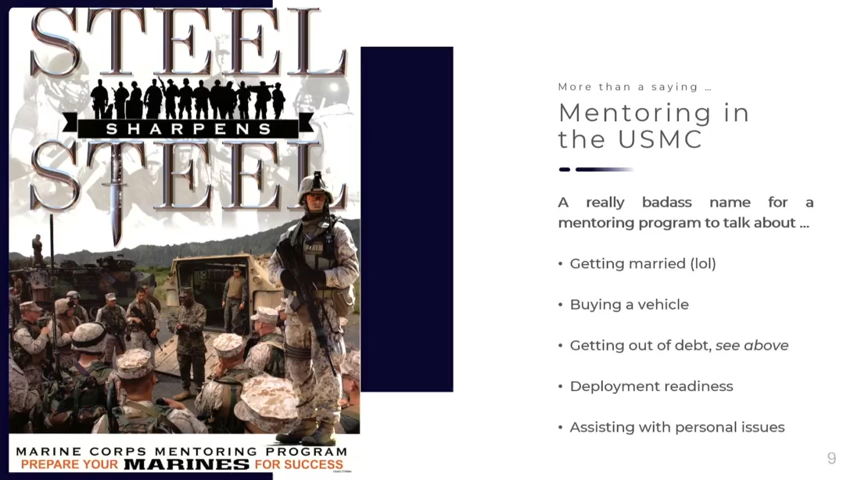 STEEL
SHARPENS
STEEL
MARINE CORPS MENTORING PROGRAM
PREPARE YOUR MARINES FOR SUCCESS
More than a saying …
Mentoring in
the USMC
A really badass name for a
mentoring program to talk about …
• Getting married (lol)
• Buying a vehicle
• Getting out of debt, see above
• Deployment readiness
• Assisting with personal issues
9